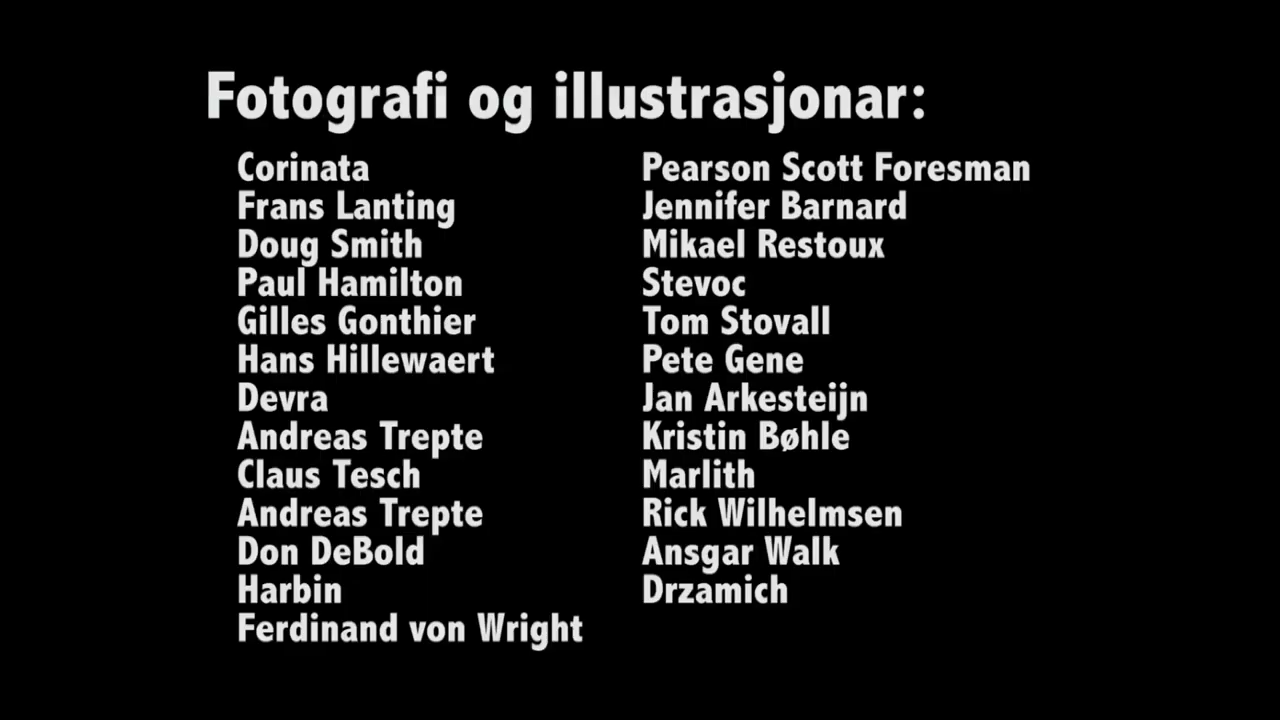 Fotografi og illustrasjonar:
Corinata
Frans Lanting
Doug Smith
Paul Hamilton
Gilles Gonthier
Hans Hillewaert
Devra
Andreas Trepte
Claus Tesch
Andreas Trepte
Don DeBold
Harbin
Ferdinand von Wright
Pearson Scott Foresman
Jennifer Barnard
Mikael Restoux
Stevoc
Tom Stovall
Pete Gene
Jan Arkesteijn
Kristin Bøhle
Marlith
Rick Wilhelmsen
Ansgar Walk
Drzamich